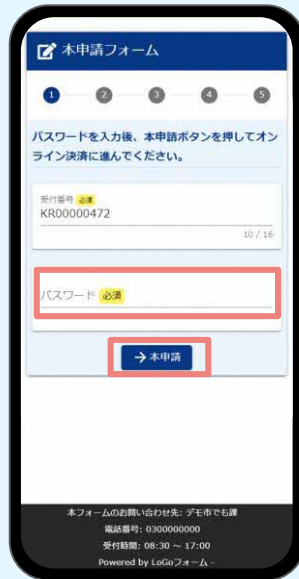 本申請フォーム
1 2 3 4 5
パスワードを入力後、本申請ボタンを押してオン
ライン決済に進んでください。
受付番号 必須
KR00000472
10 / 16
パスワード 必須
→本申請
本フォームのお問い合わせ先: デモ市でも課
電話番号: 0300000000
受付時間: 08:30 ～ 17:00
Powered by LoGoフォーム -